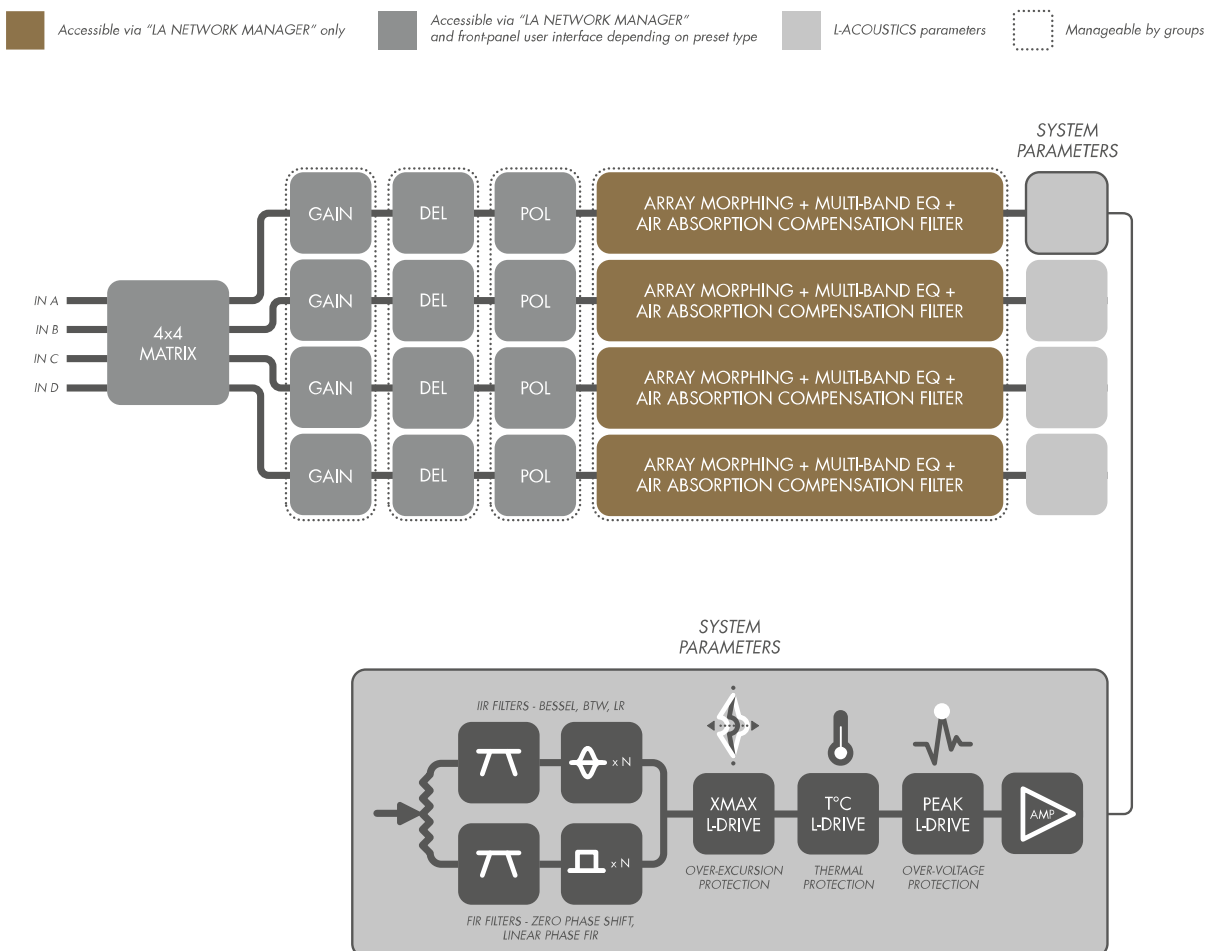 Accessible via "LA NETWORK MANAGER" only
Accessible via "LA NETWORK MANAGER"
and front-panel user interface depending on preset type
L-ACOUSTICS parameters
Manageable by groups
SYSTEM
PARAMETERS
GAIN
DEL
POL
ARRAY MORPHING + MULTI-BAND EQ +
AIR ABSORPTION COMPENSATION FILTER
GAIN
DEL
POL
ARRAY MORPHING + MULTI-BAND EQ +
AIR ABSORPTION COMPENSATION FILTER
IN A
IN B
IN C
IN D
4x4
MATRIX
GAIN
DEL
POL
ARRAY MORPHING + MULTI-BAND EQ +
AIR ABSORPTION COMPENSATION FILTER
GAIN
DEL
POL
ARRAY MORPHING + MULTI-BAND EQ +
AIR ABSORPTION COMPENSATION FILTER
SYSTEM
PARAMETERS
IIR FILTERS - BESSEL, BTW, LR
x N
x N
FIR FILTERS - ZERO PHASE SHIFT,
LINEAR PHASE FIR
XMAX
L-DRIVE
OVER-EXCURSION
PROTECTION
T°C
L-DRIVE
THERMAL
PROTECTION
PEAK
L-DRIVE
OVER-VOLTAGE
PROTECTION
AMP